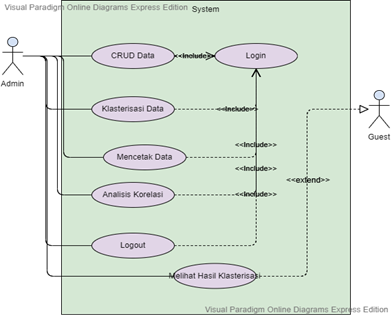 Visual Paradigm Online Diagrams Express Edition
System
CRUD Data
<<Include>>
Login
Admin
Klasterisasi Data
<<Include>>
Guest
Mencetak Data
<<Include>>
<<extend>>
Analisis Korelasi
<<Include>>
Logout
<<Include>>
Melihat Hasil Klasterisasi
Visual Paradigm Online Diagrams Express Edition